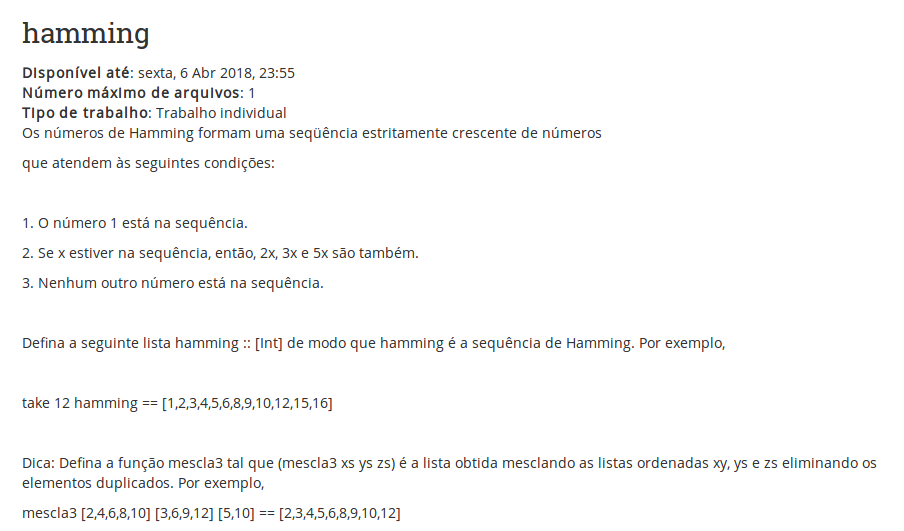 hamming
Disponível até: sexta, 6 Abr 2018, 23:55
Número máximo de arquivos: 1
Tipo de trabalho: Trabalho individual
Os números de Hamming formam uma seqüência estritamente crescente de números
que atendem às seguintes condições:
1. O número 1 está na sequência.
2. Se x estiver na sequência, então, 2x, 3x e 5x são também.
3. Nenhum outro número está na sequência.
Defina a seguinte lista hamming :: [Int] de modo que hamming é a sequência de Hamming. Por exemplo,
take 12 hamming == [1,2,3,4,5,6,8,9,10,12,15,16]
Dica: Defina a função mescla3 tal que (mescla3 xs ys zs) é a lista obtida mesclando as listas ordenadas xy, ys e zs eliminando os
elementos duplicados. Por exemplo,
mescla3 [2,4,6,8,10] [3,6,9,12] [5,10] == [2,3,4,5,6,8,9,10,12]